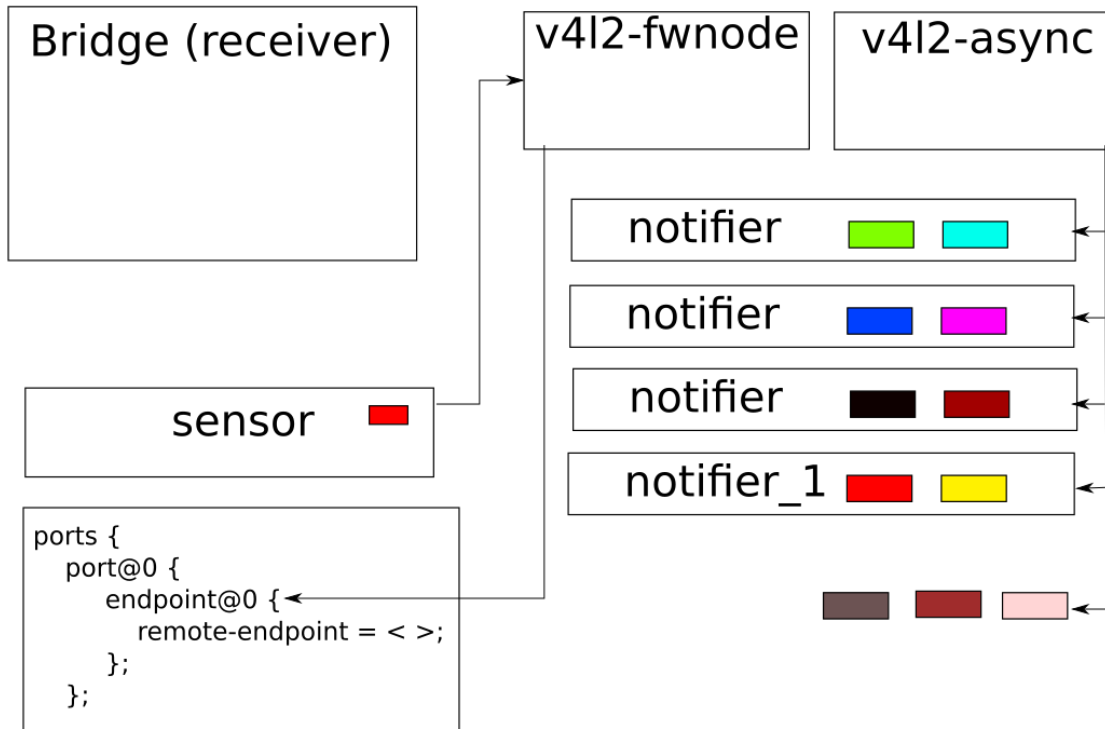 Bridge (receiver)
v4l2-fwnode
v4l2-async
notifier
notifier
notifier
notifier_1
sensor
ports {
port@0 {
endpoint@0 {
remote-endpoint = < >;
};
};